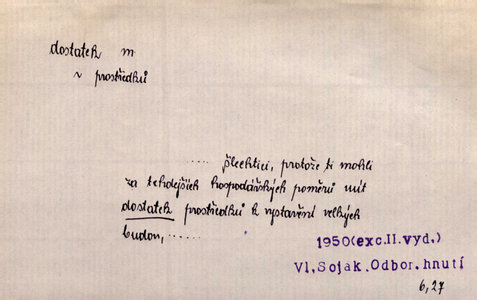 dostatek m
v prostředků
..... šlechtici, protože ti mohli
za tehdejších hospodářských poměrů mít
dostatek prostředků k vystavění velkých
budov, ......
1950(exc.II.vyd.)
Vl.Soják.Odbor.hnutí
6,27